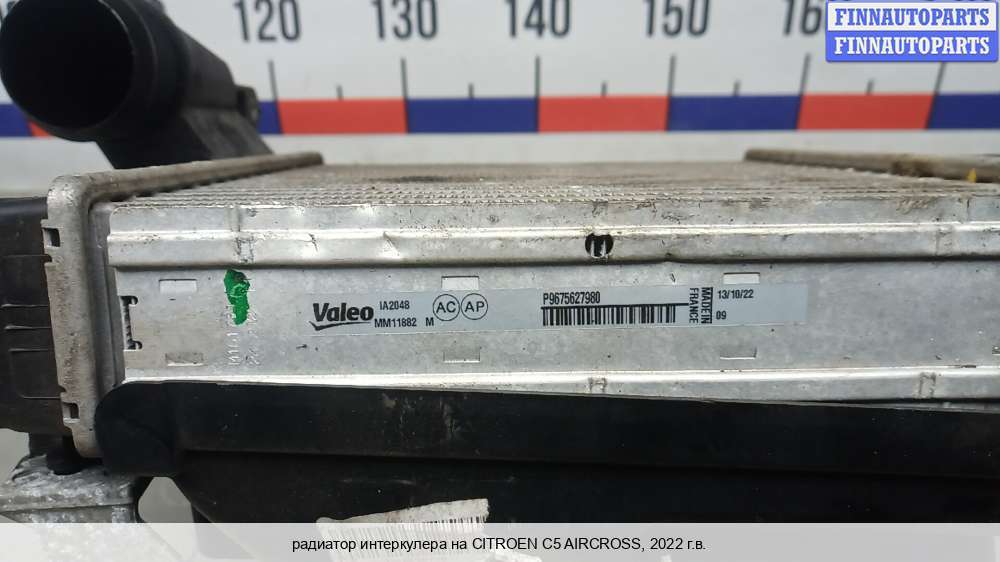 120 130 140 150 160
FINNAUTOPARTS
FINNAUTOPARTS
Valeo IA2048 AC AP P9675627980 MADE IN FRANCE 13/10/22
MM11882 M 09
радиатор интеркулера на CITROEN C5 AIRCROSS, 2022 г.в.